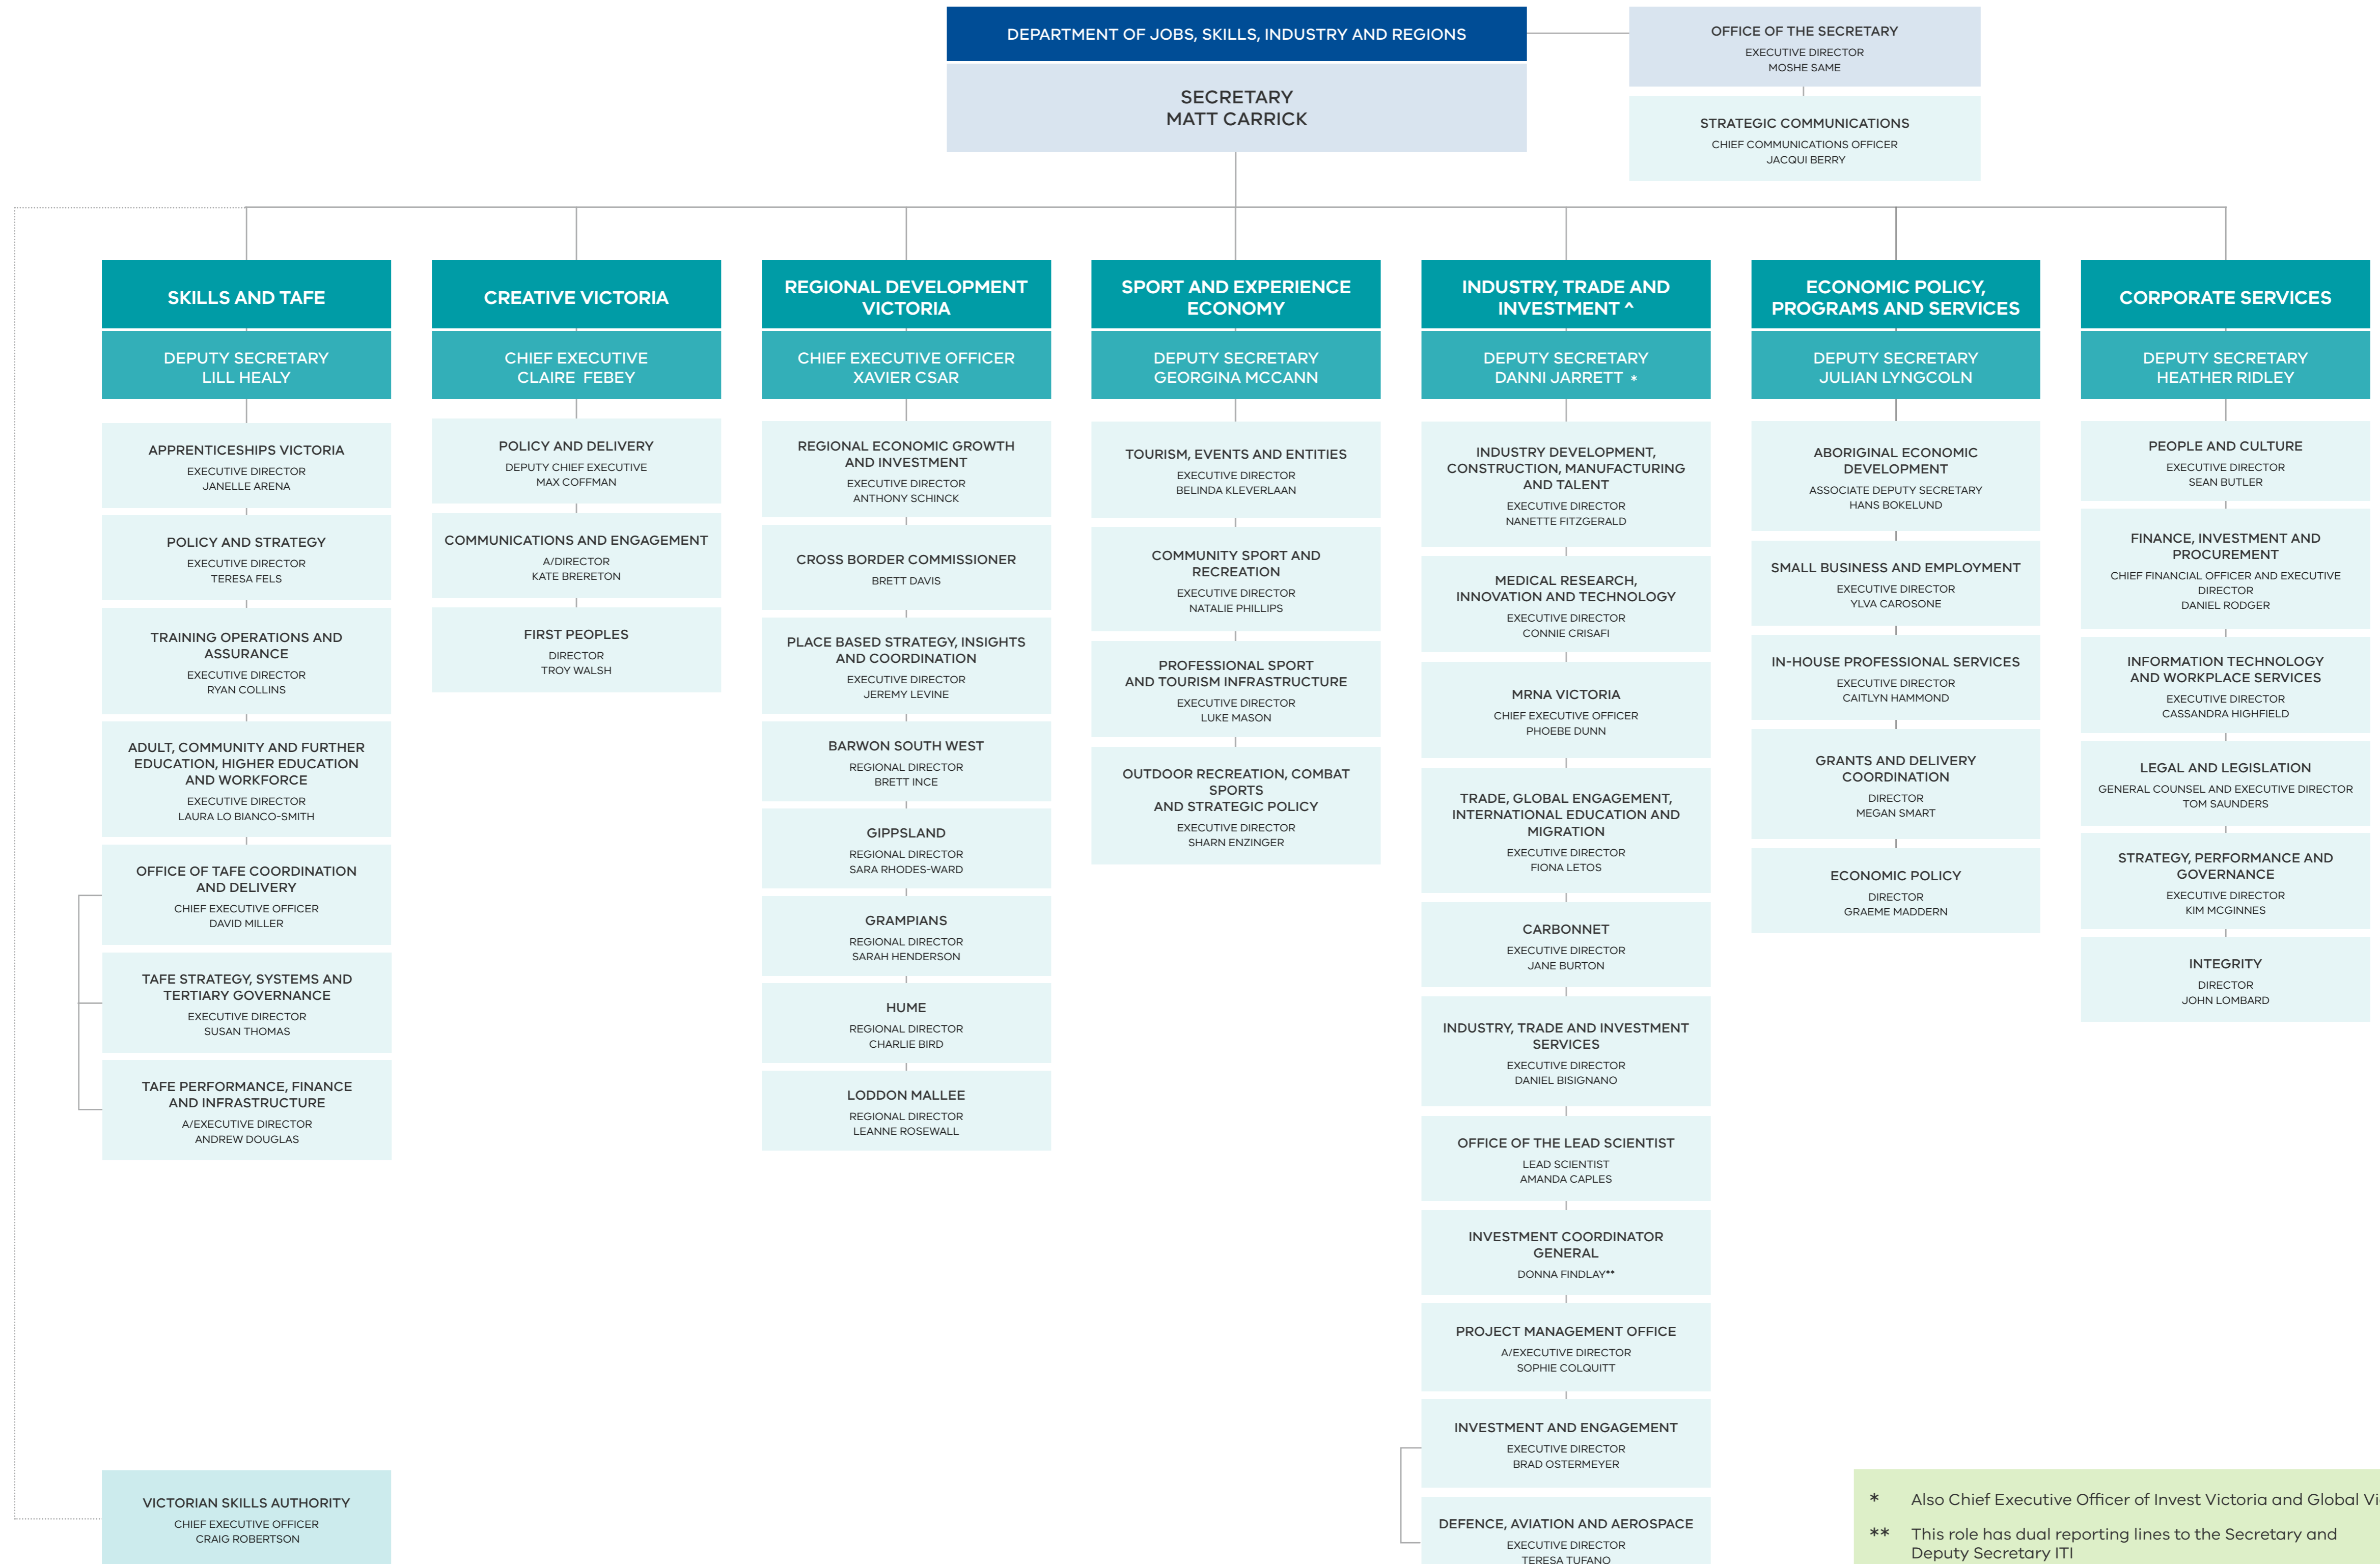 DEPARTMENT OF JOBS, SKILLS, INDUSTRY AND REGIONS
SECRETARY
MATT CARRICK
OFFICE OF THE SECRETARY
EXECUTIVE DIRECTOR
MOSHE SAME
STRATEGIC COMMUNICATIONS
CHIEF COMMUNICATIONS OFFICER
JACQUI BERRY
SKILLS AND TAFE
DEPUTY SECRETARY
LILL HEALY
APPRENTICESHIPS VICTORIA
EXECUTIVE DIRECTOR
JANELLE ARENA
POLICY AND STRATEGY
EXECUTIVE DIRECTOR
TERESA FELS
TRAINING OPERATIONS AND
ASSURANCE
EXECUTIVE DIRECTOR
RYAN COLLINS
ADULT, COMMUNITY AND FURTHER
EDUCATION, HIGHER EDUCATION
AND WORKFORCE
EXECUTIVE DIRECTOR
LAURA LO BIANCO-SMITH
OFFICE OF TAFE COORDINATION
AND DELIVERY
CHIEF EXECUTIVE OFFICER
DAVID MILLER
TAFE STRATEGY, SYSTEMS AND
TERTIARY GOVERNANCE
EXECUTIVE DIRECTOR
SUSAN THOMAS
TAFE PERFORMANCE, FINANCE
AND INFRASTRUCTURE
A/EXECUTIVE DIRECTOR
ANDREW DOUGLAS
VICTORIAN SKILLS AUTHORITY
CHIEF EXECUTIVE OFFICER
CRAIG ROBERTSON
CREATIVE VICTORIA
CHIEF EXECUTIVE
CLAIRE FEBEY
POLICY AND DELIVERY
DEPUTY CHIEF EXECUTIVE
MAX COFFMAN
COMMUNICATIONS AND ENGAGEMENT
A/DIRECTOR
KATE BRERETON
FIRST PEOPLES
DIRECTOR
TROY WALSH
REGIONAL DEVELOPMENT
VICTORIA
CHIEF EXECUTIVE OFFICER
XAVIER CSAR
REGIONAL ECONOMIC GROWTH
AND INVESTMENT
EXECUTIVE DIRECTOR
ANTHONY SCHINCK
CROSS BORDER COMMISSIONER
BRETT DAVIS
PLACE BASED STRATEGY, INSIGHTS
AND COORDINATION
EXECUTIVE DIRECTOR
JEREMY LEVINE
BARWON SOUTH WEST
REGIONAL DIRECTOR
BRETT INCE
GIPPSLAND
REGIONAL DIRECTOR
SARA RHODES-WARD
GRAMPIANS
REGIONAL DIRECTOR
SARAH HENDERSON
HUME
REGIONAL DIRECTOR
CHARLIE BIRD
LODDON MALLEE
REGIONAL DIRECTOR
LEANNE ROSEWALL
SPORT AND EXPERIENCE
ECONOMY
DEPUTY SECRETARY
GEORGINA MCCANN
TOURISM, EVENTS AND ENTITIES
EXECUTIVE DIRECTOR
BELINDA KLEVERLAAN
COMMUNITY SPORT AND
RECREATION
EXECUTIVE DIRECTOR
NATALIE PHILLIPS
PROFESSIONAL SPORT
AND TOURISM INFRASTRUCTURE
EXECUTIVE DIRECTOR
LUKE MASON
OUTDOOR RECREATION, COMBAT
SPORTS
AND STRATEGIC POLICY
EXECUTIVE DIRECTOR
SHARN ENZINGER
INDUSTRY, TRADE AND
INVESTMENT ^
DEPUTY SECRETARY
DANNI JARRETT *
INDUSTRY DEVELOPMENT,
CONSTRUCTION, MANUFACTURING
AND TALENT
EXECUTIVE DIRECTOR
NANETTE FITZGERALD
MEDICAL RESEARCH,
INNOVATION AND TECHNOLOGY
EXECUTIVE DIRECTOR
CONNIE CRISAFI
MRNA VICTORIA
CHIEF EXECUTIVE OFFICER
PHOEBE DUNN
TRADE, GLOBAL ENGAGEMENT,
INTERNATIONAL EDUCATION AND
MIGRATION
EXECUTIVE DIRECTOR
FIONA LETOS
CARBONNET
EXECUTIVE DIRECTOR
JANE BURTON
INDUSTRY, TRADE AND INVESTMENT
SERVICES
EXECUTIVE DIRECTOR
DANIEL BISIGNANO
OFFICE OF THE LEAD SCIENTIST
LEAD SCIENTIST
AMANDA CAPLES
INVESTMENT COORDINATOR
GENERAL
DONNA FINDLAY**
PROJECT MANAGEMENT OFFICE
A/EXECUTIVE DIRECTOR
SOPHIE COLQUITT
INVESTMENT AND ENGAGEMENT
EXECUTIVE DIRECTOR
BRAD OSTERMEYER
DEFENCE, AVIATION AND AEROSPACE
EXECUTIVE DIRECTOR
TERESA TUFANO
ECONOMIC POLICY,
PROGRAMS AND SERVICES
DEPUTY SECRETARY
JULIAN LYNGCOLN
ABORIGINAL ECONOMIC
DEVELOPMENT
ASSOCIATE DEPUTY SECRETARY
HANS BOKELUND
SMALL BUSINESS AND EMPLOYMENT
EXECUTIVE DIRECTOR
YLVA CAROSONE
IN-HOUSE PROFESSIONAL SERVICES
EXECUTIVE DIRECTOR
CAITLYN HAMMOND
GRANTS AND DELIVERY
COORDINATION
DIRECTOR
MEGAN SMART
ECONOMIC POLICY
DIRECTOR
GRAEME MADDERN
CORPORATE SERVICES
DEPUTY SECRETARY
HEATHER RIDLEY
PEOPLE AND CULTURE
EXECUTIVE DIRECTOR
SEAN BUTLER
FINANCE, INVESTMENT AND
PROCUREMENT
CHIEF FINANCIAL OFFICER AND EXECUTIVE
DIRECTOR
DANIEL RODGER
INFORMATION TECHNOLOGY
AND WORKPLACE SERVICES
EXECUTIVE DIRECTOR
CASSANDRA HIGHFIELD
LEGAL AND LEGISLATION
GENERAL COUNSEL AND EXECUTIVE DIRECTOR
TOM SAUNDERS
STRATEGY, PERFORMANCE AND
GOVERNANCE
EXECUTIVE DIRECTOR
KIM MCGINNES
INTEGRITY
DIRECTOR
JOHN LOMBARD
* Also Chief Executive Officer of Invest Victoria and Global
** This role has dual reporting lines to the Secretary and
Deputy Secretary ITI